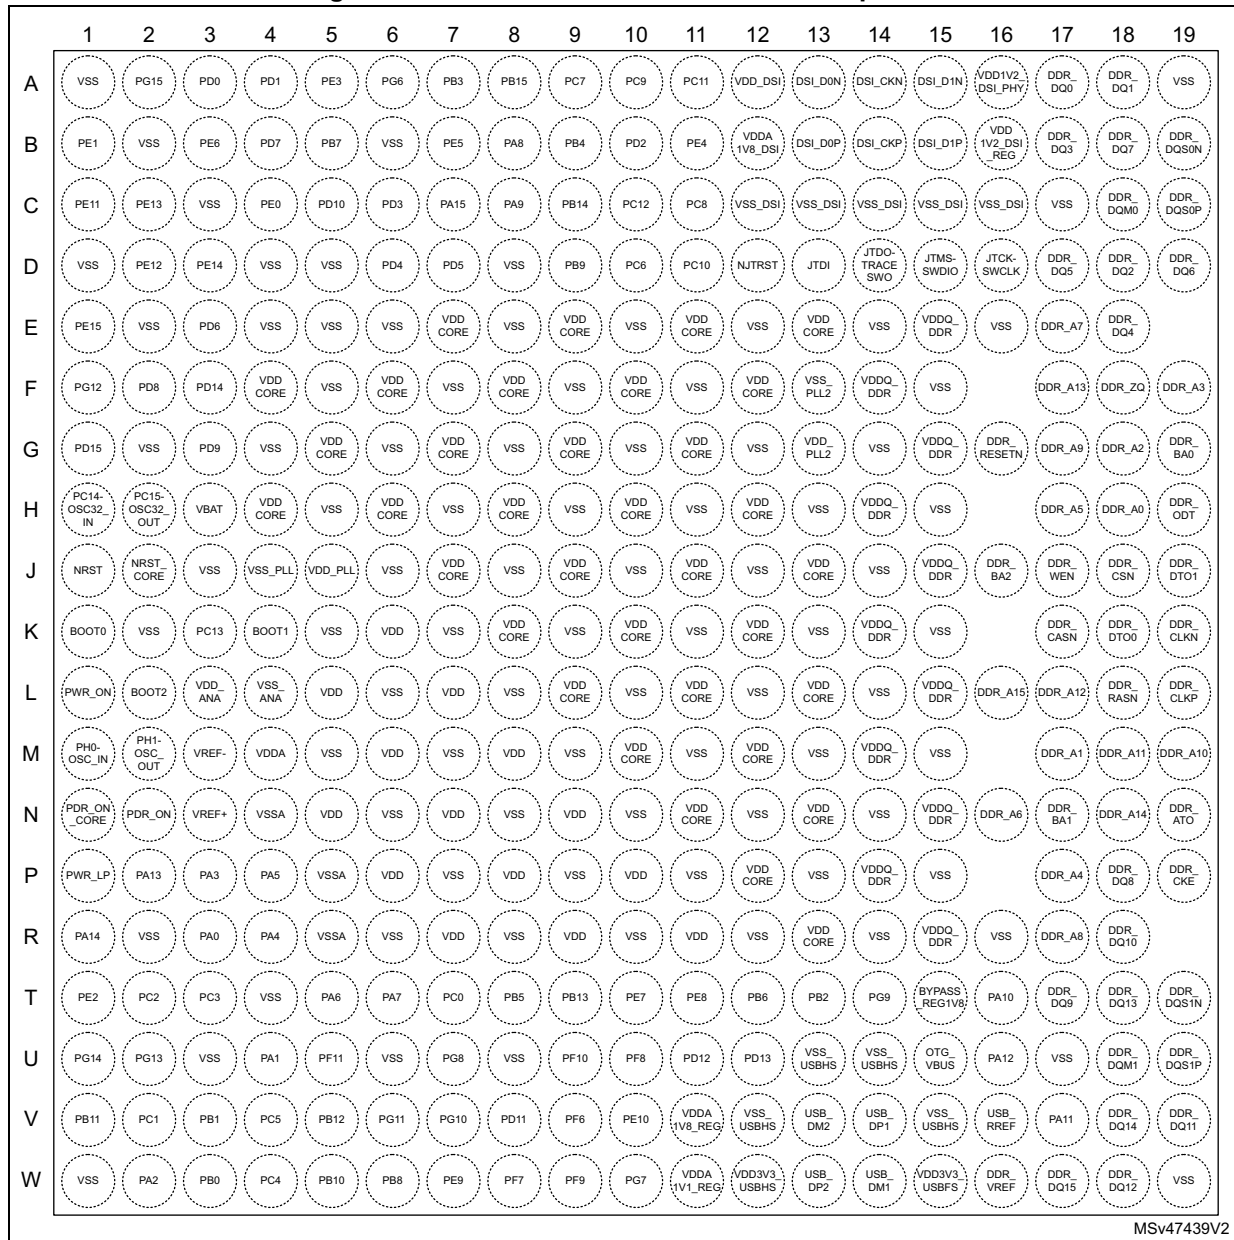 1 2 3 4 5 6 7 8 9 10 11 12 13 14 15 16 17 18 19
A VSS PG15 PD0 PD1 PE3 PG6 PB3 PB15 PC7 PC9 PC11 VDD_DSI DSI_D0N DSI_CKN DSI_D1N VDD1V2_DSI_PHY DDR_DQ0 DDR_DQ1 VSS
B PE1 VSS PE6 PD7 PB7 VSS PE5 PA8 PB4 PD2 PE4 VDDA 1V8_DSI DSI_D0P DSI_CKP DSI_D1P VDD 1V2_DSI_REG DDR_DQ3 DDR_DQ7 DDR_DQS0N
C PE11 PE13 VSS PE0 PD10 PD3 PA15 PA9 PB14 PC12 PC8 VSS_DSI VSS_DSI VSS_DSI VSS_DSI VSS_DSI VSS DDR_DQM0 DDR_DQS0P
D VSS PE12 PE14 VSS VSS PD4 PD5 VSS PB9 PC6 PC10 NJTRST JTDI JTDO-TRACE SWO JTMS-SWDIO JTCK-SWCLK DDR_DQ5 DDR_DQ2 DDR_DQ6
E PE15 VSS PD6 VSS VSS VSS VDD CORE VSS VDD CORE VSS VDD CORE VSS VDD CORE VSS VDDQ_DDR VSS DDR_A7 DDR_DQ4
F PG12 PD8 PD14 VDD CORE VSS VDD CORE VSS VDD CORE VSS VDD CORE VSS VDD CORE VSS_PLL2 VDDQ_DDR VSS DDR_A13 DDR_ZQ DDR_A3
G PD15 VSS PD9 VSS VDD CORE VSS VDD CORE VSS VDD CORE VSS VDD CORE VSS VDD_PLL2 VSS VDDQ_DDR DDR_RESETN DDR_A9 DDR_A2 DDR_BA0
H PC14-OSC32_IN PC15-OSC32_OUT VBAT VDD CORE VSS VDD CORE VSS VDD CORE VSS VDD CORE VSS VDD CORE VSS VDDQ_DDR VSS DDR_A5 DDR_A0 DDR_ODT
J NRST NRST_CORE VSS VSS_PLL VDD_PLL VSS VDD CORE VSS VDD CORE VSS VDD CORE VSS VDD CORE VSS VDDQ_DDR DDR_BA2 DDR_WEN DDR_CSN DDR_DTO1
K BOOT0 VSS PC13 BOOT1 VSS VDD VSS VDD CORE VSS VDD CORE VSS VDD CORE VSS VDDQ_DDR VSS DDR_CASN DDR_DTO0 DDR_CLKN
L PWR_ON BOOT2 VDD_ANA VSS_ANA VDD VSS VDD VSS VDD CORE VSS VDD CORE VSS VDD CORE VSS VDDQ_DDR DDR_A15 DDR_A12 DDR_RASN DDR_CLKP
M PH0-OSC_IN PH1-OSC_OUT VREF- VDDA VSS VDD VSS VDD VSS VDD CORE VSS VDD CORE VSS VDDQ_DDR VSS DDR_A1 DDR_A11 DDR_A10
N PDR_ON_CORE PDR_ON VREF+ VSSA VDD VSS VDD VSS VDD VSS VDD CORE VSS VDD CORE VSS VDDQ_DDR DDR_A6 DDR_BA1 DDR_A14 DDR_ATO
P PWR_LP PA13 PA3 PA5 VSSA VDD VSS VDD VSS VDD VSS VDD CORE VSS VDDQ_DDR VSS DDR_A4 DDR_DQ8 DDR_CKE
R PA14 VSS PA0 PA4 VSSA VSS VDD VSS VDD VSS VDD VSS VDD CORE VSS VDDQ_DDR VSS DDR_A8 DDR_DQ10
T PE2 PC2 PC3 VSS PA6 PA7 PC0 PB5 PB13 PE7 PE8 PB6 PB2 PG9 BYPASS_REG1V8 PA10 DDR_DQ9 DDR_DQ13 DDR_DQS1N
U PG14 PG13 VSS PA1 PF11 VSS PG8 VSS PF10 PF8 PD12 PD13 VSS_USBHS VSS_USBHS OTG_VBUS PA12 VSS DDR_DQM1 DDR_DQS1P
V PB11 PC1 PB1 PC5 PB12 PG11 PG10 PD11 PF6 PE10 VDDA 1V8_REG VSS_USBHS USB_DM2 USB_DP1 VSS_USBHS USB_RREF PA11 DDR_DQ14 DDR_DQ11
W VSS PA2 PB0 PC4 PB10 PB8 PE9 PF7 PF9 PG7 VDDA 1V1_REG VDD3V3_USBHS USB_DP2 USB_DM1 VDD3V3_USBFS DDR_VREF DDR_DQ15 DDR_DQ12 VSS
MSv47439V2